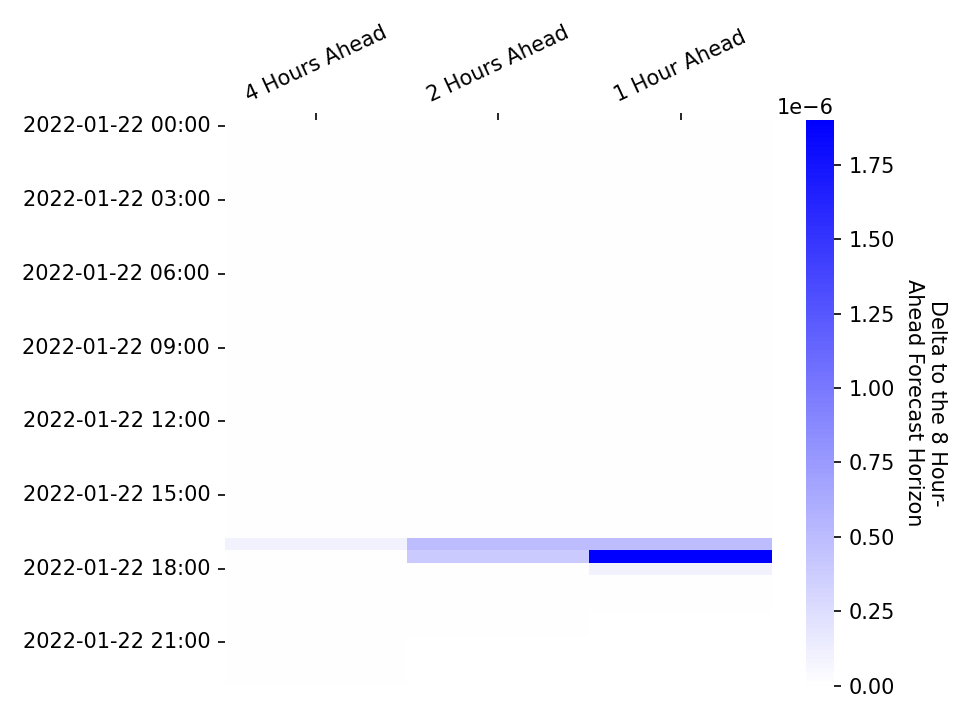 4 Hours Ahead
2 Hours Ahead
1 Hour Ahead
1e−6
2022-01-22 00:00
2022-01-22 03:00
2022-01-22 06:00
2022-01-22 09:00
2022-01-22 12:00
2022-01-22 15:00
2022-01-22 18:00
2022-01-22 21:00
1.75
1.50
1.25
1.00
0.75
0.50
0.25
0.00
Delta to the 8 Hour-
Ahead Forecast Horizon